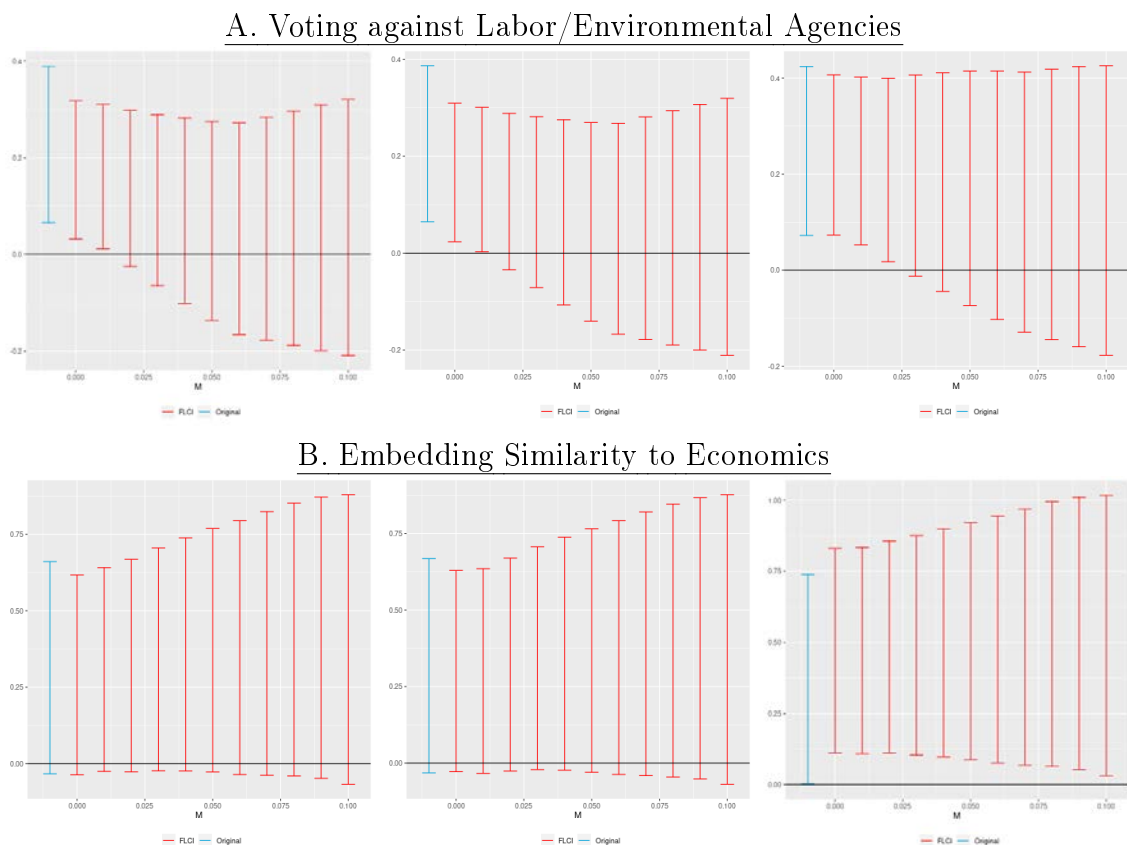 A. Voting against Labor/Environmental Agencies
0.4
0.2
0.0
-0.2
0.000 0.025 0.050 0.075 0.100
M
FLCI Original
0.4
0.2
0.0
-0.2
0.000 0.025 0.050 0.075 0.100
M
FLCI Original
0.4
0.2
0.0
-0.2
0.000 0.025 0.050 0.075 0.100
M
FLCI Original
B. Embedding Similarity to Economics
0.75
0.50
0.25
0.00
0.000 0.025 0.050 0.075 0.100
M
FLCI Original
0.75
0.50
0.25
0.00
0.000 0.025 0.050 0.075 0.100
M
FLCI Original
1.00
0.75
0.50
0.25
0.00
0.000 0.025 0.050 0.075 0.100
M
FLCI Original